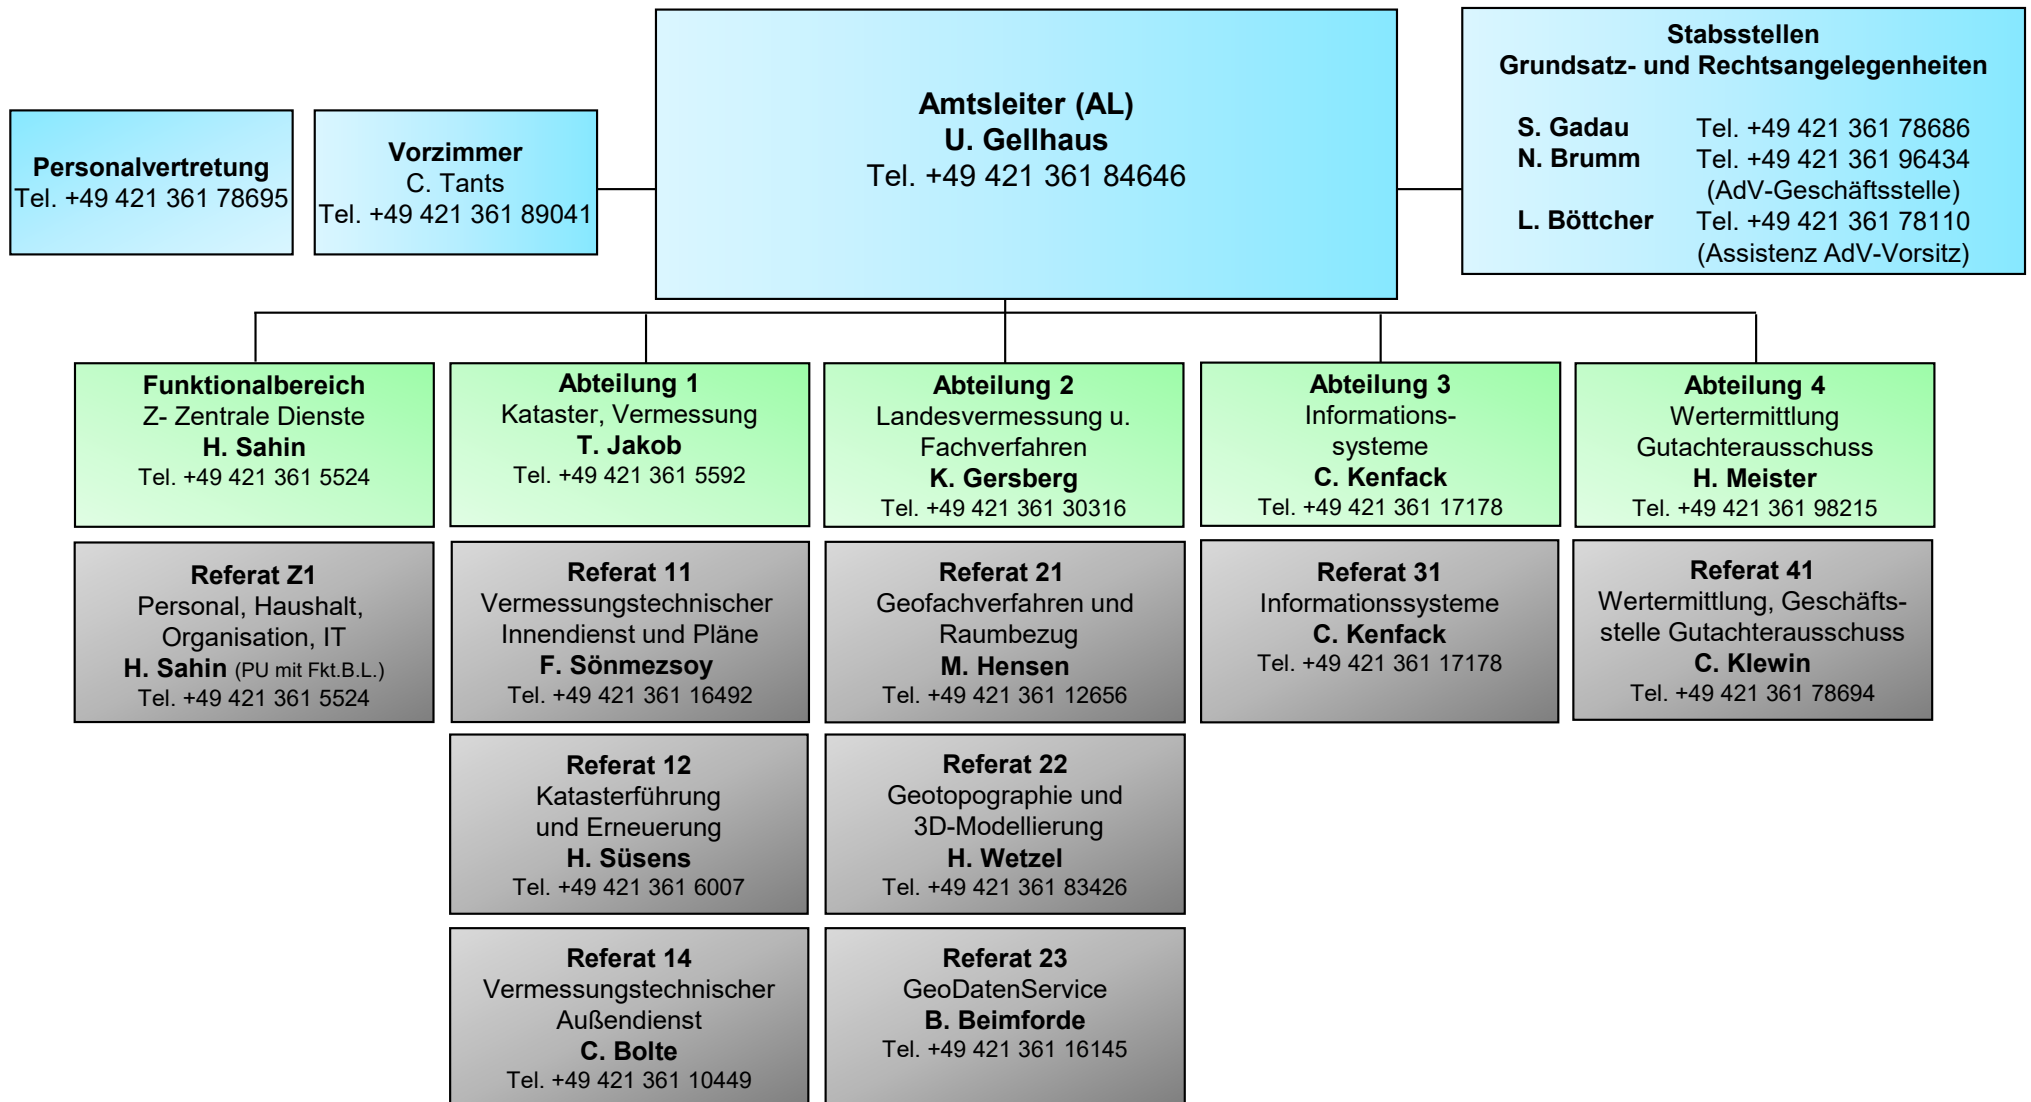 Personalvertretung
Tel. +49 421 361 78695
Vorzimmer
C. Tants
Tel. +49 421 361 89041
Amtsleiter (AL)
U. Gellhaus
Tel. +49 421 361 84646
Stabsstellen
Grundsatz- und Rechtsangelegenheiten
S. Gadau Tel. +49 421 361 78686
N. Brumm Tel. +49 421 361 96434
(AdV-Geschäftsstelle)
L. Böttcher Tel. +49 421 361 78110
(Assistenz AdV-Vorsitz)
Funktionalbereich
Z- Zentrale Dienste
H. Sahin
Tel. +49 421 361 5524
Abteilung 1
Kataster, Vermessung
T. Jakob
Tel. +49 421 361 5592
Abteilung 2
Landesvermessung u.
Fachverfahren
K. Gersberg
Tel. +49 421 361 30316
Abteilung 3
Informations-
systeme
C. Kenfack
Tel. +49 421 361 17178
Abteilung 4
Wertermittlung
Gutachterausschuss
H. Meister
Tel. +49 421 361 98215
Referat Z1
Personal, Haushalt,
Organisation, IT
H. Sahin (PU mit Fkt.B.L.)
Tel. +49 421 361 5524
Referat 11
Vermessungstechnischer
Innendienst und Pläne
F. Sönmezsoy
Tel. +49 421 361 16492
Referat 21
Geofachverfahren und
Raumbezug
M. Hensen
Tel. +49 421 361 12656
Referat 31
Informationssysteme
C. Kenfack
Tel. +49 421 361 17178
Referat 41
Wertermittlung, Geschäfts-
stelle Gutachterausschuss
C. Klewin
Tel. +49 421 361 78694
Referat 12
Katasterführung
und Erneuerung
H. Süsens
Tel. +49 421 361 6007
Referat 22
Geotopographie und
3D-Modellierung
H. Wetzel
Tel. +49 421 361 83426
Referat 14
Vermessungstechnischer
Außendienst
C. Bolte
Tel. +49 421 361 10449
Referat 23
GeoDatenService
B. Beimforde
Tel. +49 421 361 16145